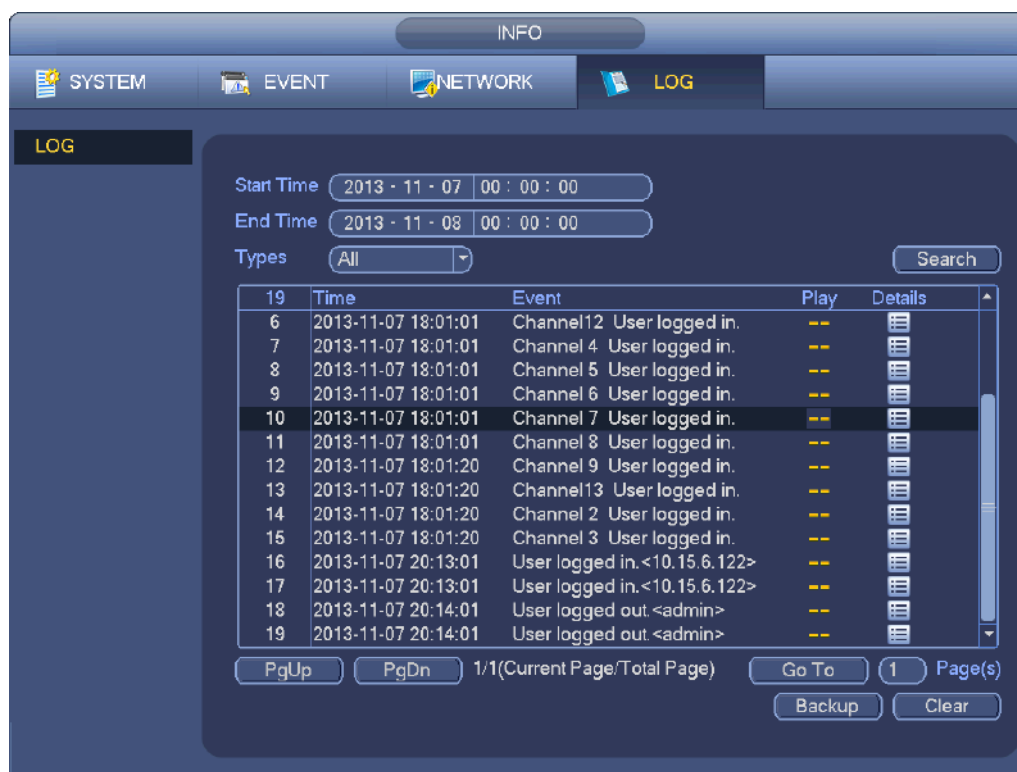 INFO
SYSTEM EVENT NETWORK LOG
LOG
Start Time 2013 - 11 - 07 00 : 00 : 00
End Time 2013 - 11 - 08 00 : 00 : 00
Types All Search
19 Time Event Play Details
6 2013-11-07 18:01:01 Channel12 User logged in. --
7 2013-11-07 18:01:01 Channel 4 User logged in. --
8 2013-11-07 18:01:01 Channel 5 User logged in. --
9 2013-11-07 18:01:01 Channel 6 User logged in. --
10 2013-11-07 18:01:01 Channel 7 User logged in. --
11 2013-11-07 18:01:01 Channel 8 User logged in. --
12 2013-11-07 18:01:20 Channel 9 User logged in. --
13 2013-11-07 18:01:20 Channel13 User logged in. --
14 2013-11-07 18:01:20 Channel 2 User logged in. --
15 2013-11-07 18:01:20 Channel 3 User logged in. --
16 2013-11-07 20:13:01 User logged in.<10.15.6.122> --
17 2013-11-07 20:13:01 User logged in.<10.15.6.122> --
18 2013-11-07 20:14:01 User logged out.<admin> --
19 2013-11-07 20:14:01 User logged out.<admin> --
PgUp PgDn 1/1(Current Page/Total Page) Go To 1 Page(s)
Backup Clear